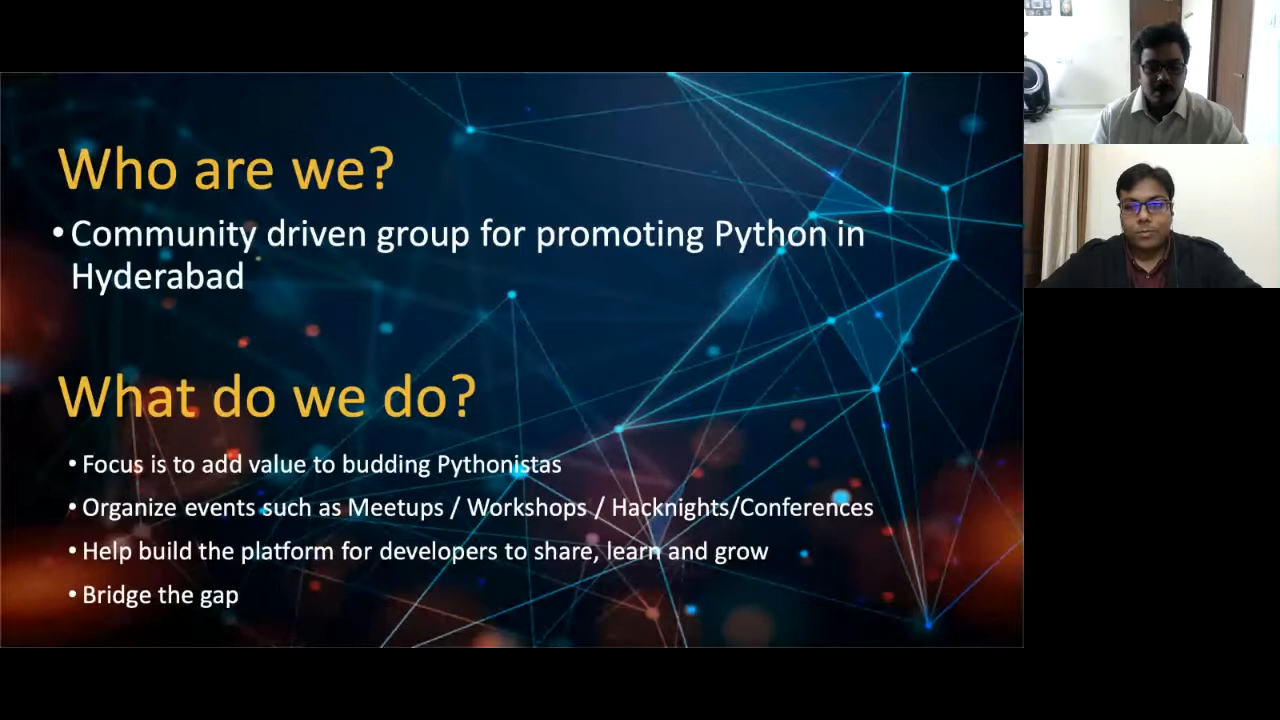 Who are we?
• Community driven group for promoting Python in
Hyderabad
What do we do?
• Focus is to add value to budding Pythonistas
• Organize events such as Meetups / Workshops / Hacknights/Conferences
• Help build the platform for developers to share, learn and grow
• Bridge the gap